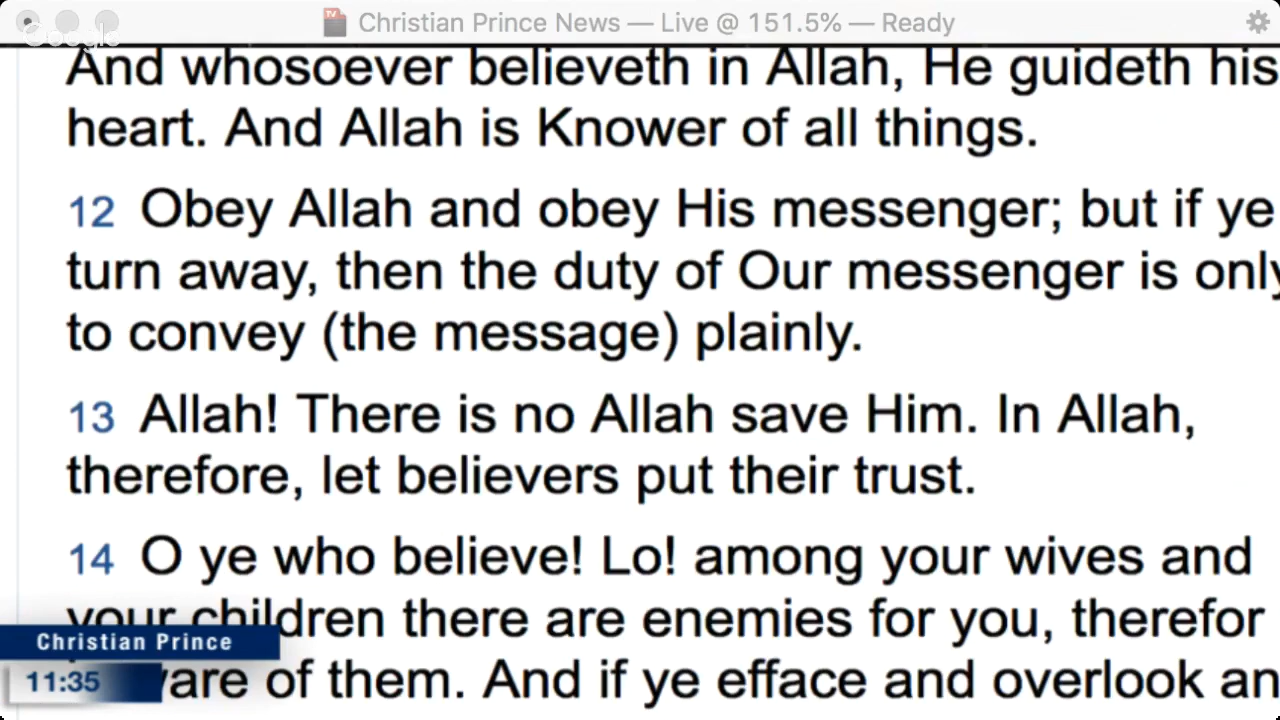 Christian Prince News — Live @ 151.5% — Ready
Google
And whosoever believeth in Allah, He guideth his
heart. And Allah is Knower of all things.
12 Obey Allah and obey His messenger; but if ye
turn away, then the duty of Our messenger is only
to convey (the message) plainly.
13 Allah! There is no Allah save Him. In Allah,
therefore, let believers put their trust.
14 O ye who believe! Lo! among your wives and
your children there are enemies for you, therefor
of them. And if ye efface and overlook an
Christian Prince
11:35